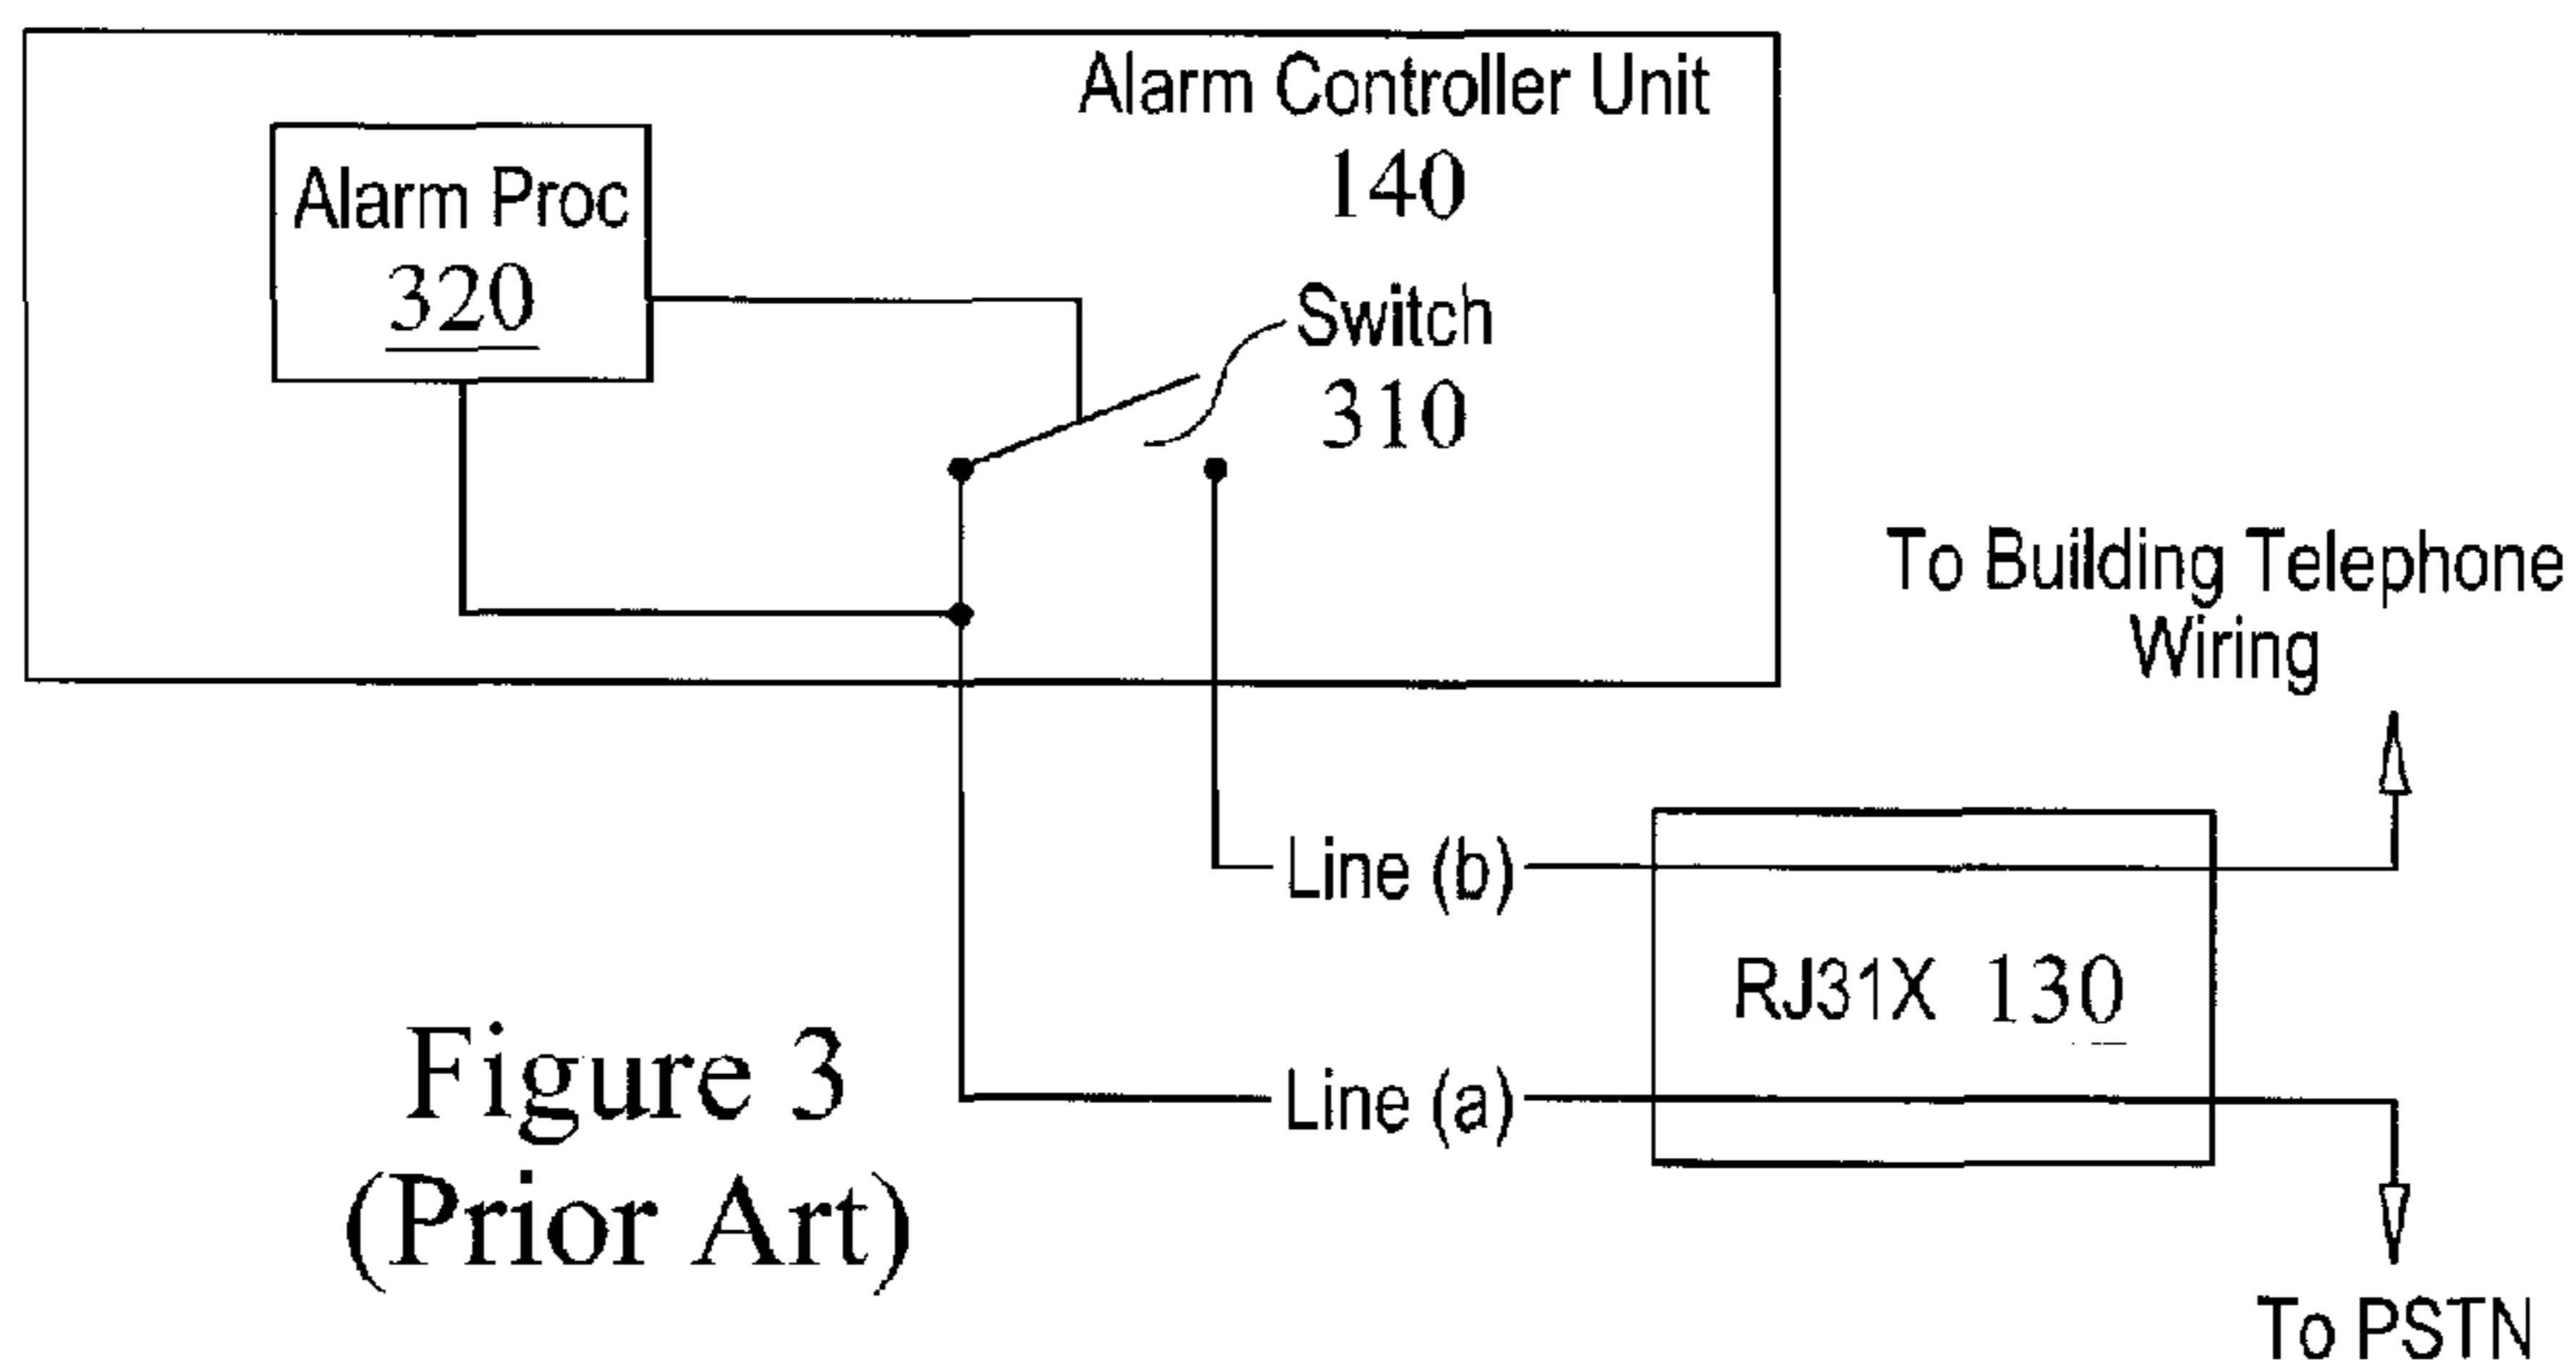 Alarm Controller Unit
140
Alarm Proc
320
Switch
310
To Building Telephone
Wiring
Line (b)
RJ31X 130
Line (a)
To PSTN
Figure 3
(Prior Art)